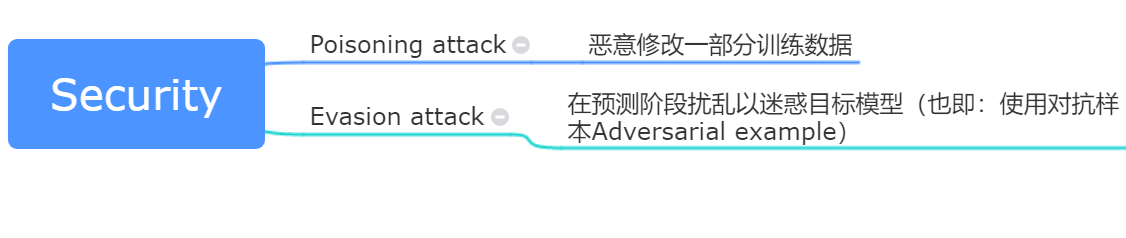 Security
Poisoning attack
恶意修改一部分训练数据
Evasion attack
在预测阶段扰乱以迷惑目标模型（也即：使用对抗样
本Adversarial example）